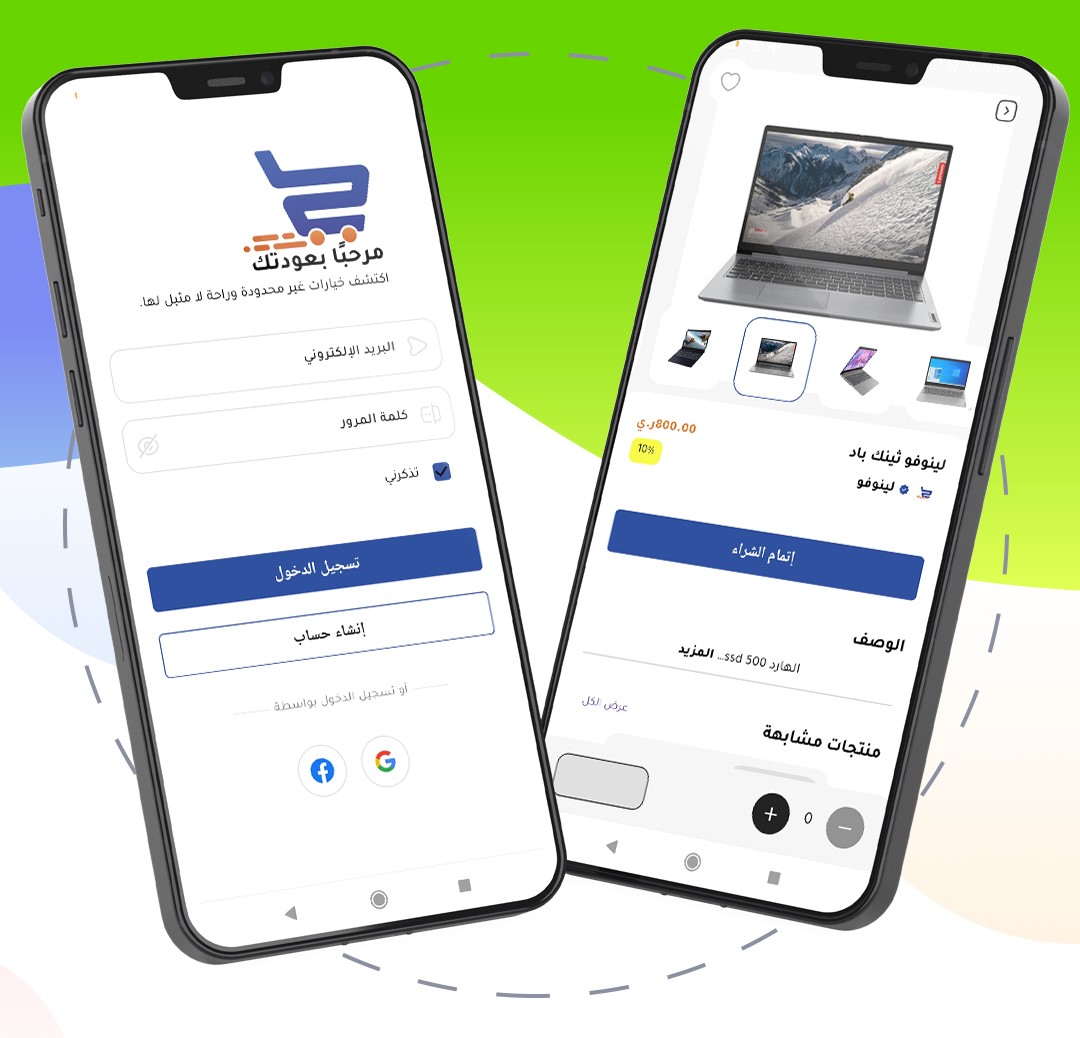 مرحبًا بعودتك
اكتشف خيارات غير محدودة وراحة لا مثيل لها.
البريد الإلكتروني
كلمة المرور
تذكرني
تسجيل الدخول
إنشاء حساب
أو تسجيل الدخول بواسطة
800.00ر.ي
10%
لينوفو ثينك باد
لينوفو
إتمام الشراء
الوصف
الهارد 500 ssd... المزيد
عرض الكل
منتجات مشابهة
0